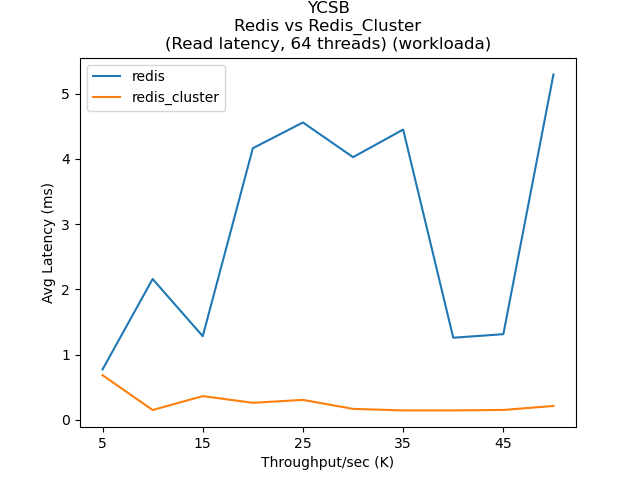 YCSB
Redis vs Redis_Cluster
(Read latency, 64 threads) (workloada)
redis
redis_cluster
Avg Latency (ms)
5
4
3
2
1
0
5 15 25 35 45
Throughput/sec (K)